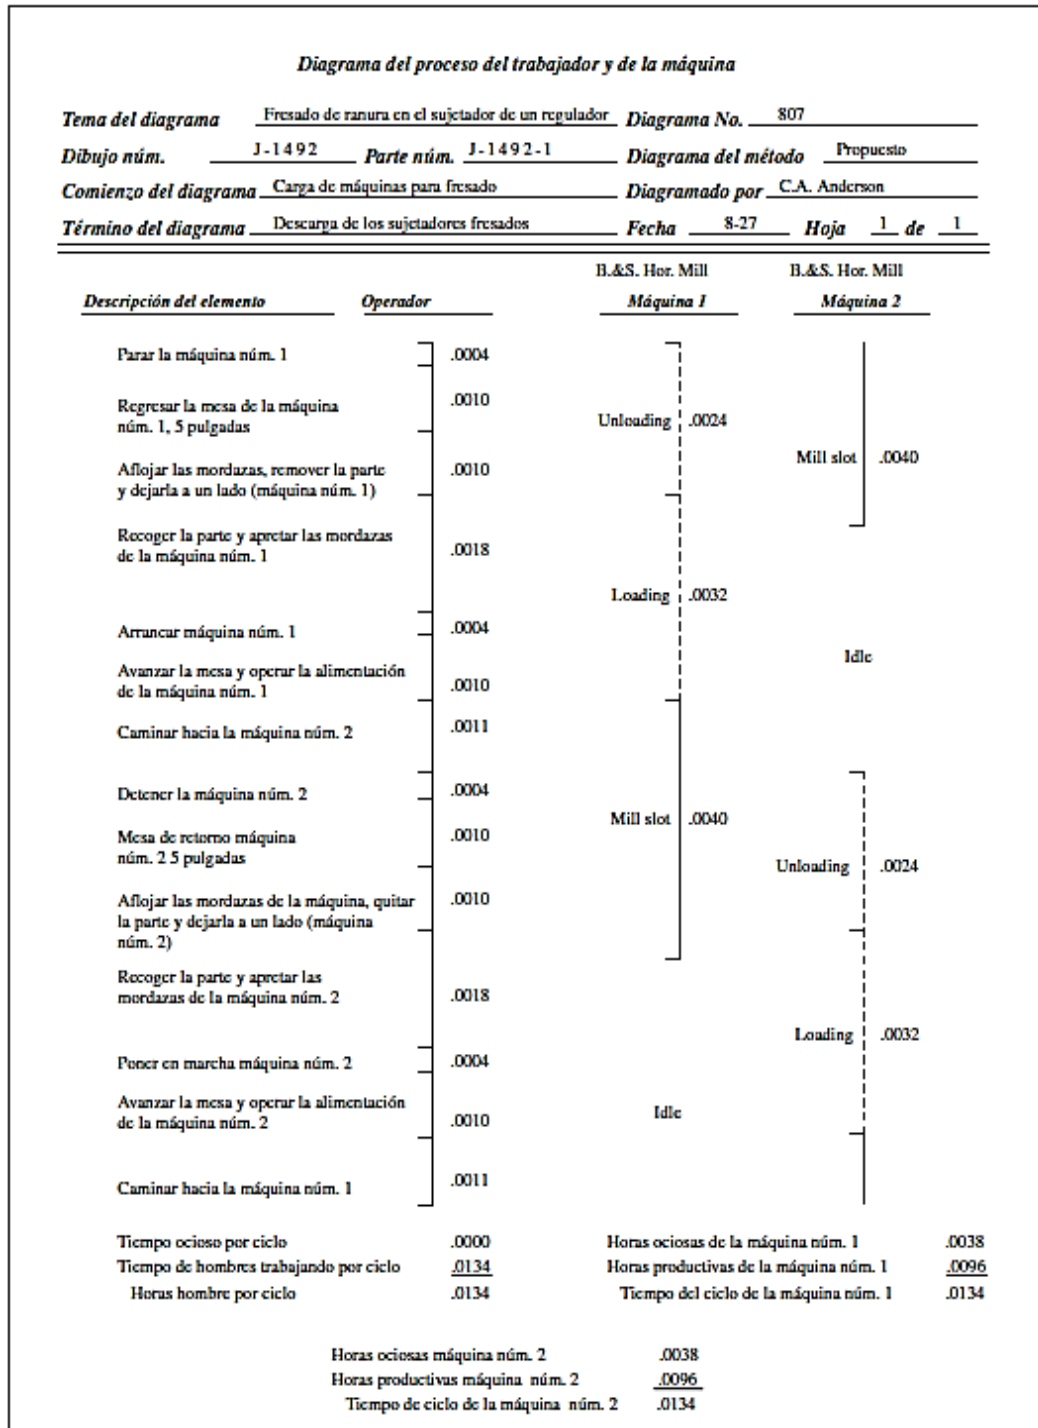 Diagrama del proceso del trabajador y de la máquina
Tema del diagrama Fresado de ranura en el sujetador de un regulador Diagrama No. 807
Dibujo núm. J-1492 Parte núm. J-1492-1 Diagrama del método Propuesto
Comienzo del diagrama Carga de máquinas para fresado Diagramado por C.A. Anderson
Término del diagrama Descarga de los sujetadores fresados Fecha 8-27 Hoja 1 de 1
B.&S. Hor. Mill B.&S. Hor. Mill
Descripción del elemento Operador Máquina 1 Máquina 2
Parar la máquina núm. 1 .0004
Regresar la mesa de la máquina .0010
núm. 1, 5 pulgadas
Unloading .0024
Mill slot .0040
Aflojar las mordazas, remover la parte .0010
y dejarla a un lado (máquina núm. 1)
Recoger la parte y apretar las mordazas .0018
de la máquina núm. 1
Loading .0032
Arrancar máquina núm. 1 .0004
Idle
Avanzar la mesa y operar la alimentación .0010
de la máquina núm. 1
Caminar hacia la máquina núm. 2 .0011
Detener la máquina núm. 2 .0004
Mill slot .0040
Mesa de retorno máquina .0010
núm. 2 5 pulgadas
Unloading .0024
Aflojar las mordazas de la máquina, quitar .0010
la parte y dejarla a un lado (máquina
núm. 2)
Recoger la parte y apretar las .0018
mordazas de la máquina núm. 2
Loading .0032
Poner en marcha máquina núm. 2 .0004
Avanzar la mesa y operar la alimentación .0010
de la máquina núm. 2
Idle
Caminar hacia la máquina núm. 1 .0011
Tiempo ocioso por ciclo .0000 Horas ociosas de la máquina núm. 1 .0038
Tiempo de hombres trabajando por ciclo .0134 Horas productivas de la máquina núm. 1 .0096
Horas hombre por ciclo .0134 Tiempo del ciclo de la máquina núm. 1 .0134
Horas ociosas máquina núm. 2 .0038
Horas productivas máquina núm. 2 .0096
Tiempo de ciclo de la máquina núm. 2 .0134